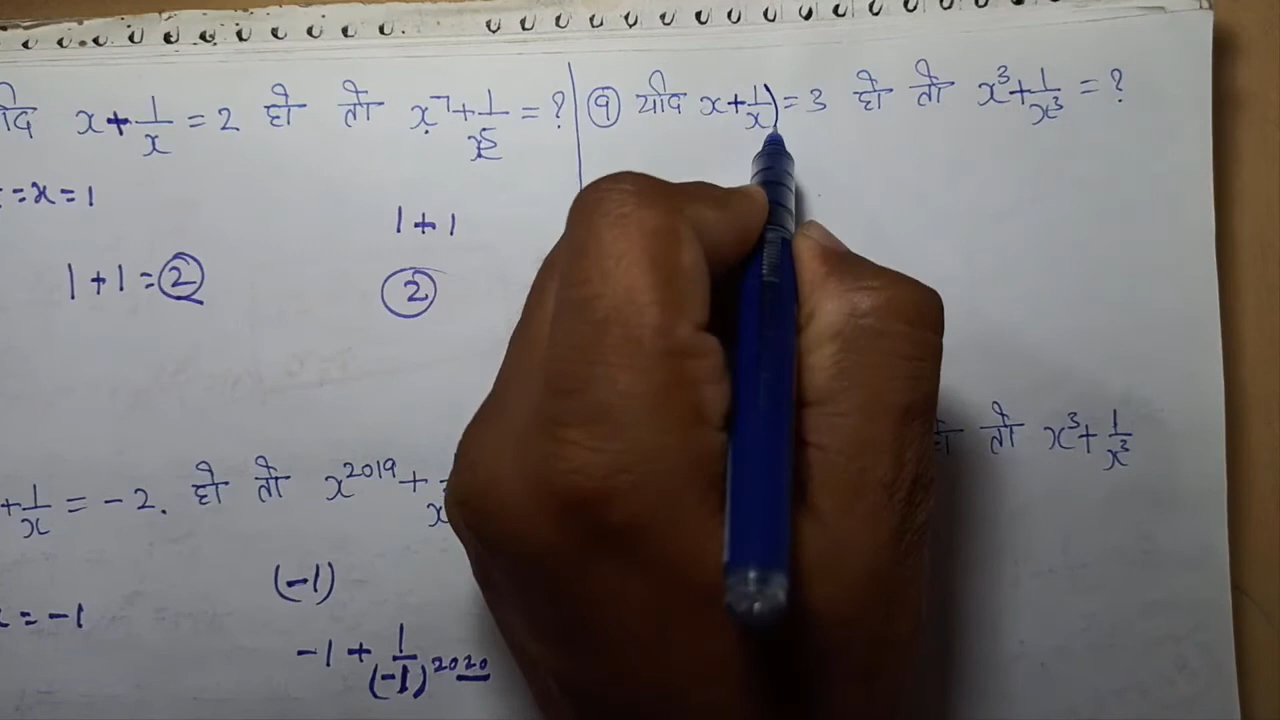 यदि x + 1/x = 2 हो तो x⁷ + 1/x⁵ = ?
= x = 1
1 + 1
1 + 1 = 2
2
+ 1/x = -2. हो तो x²⁰¹⁹ +
(-1)
= -1
-1 + 1/(-1)²⁰²⁰
9 यदि x + 1/x) = 3 हो तो x³ + 1/x³ = ?
हो तो x³ + 1/x³